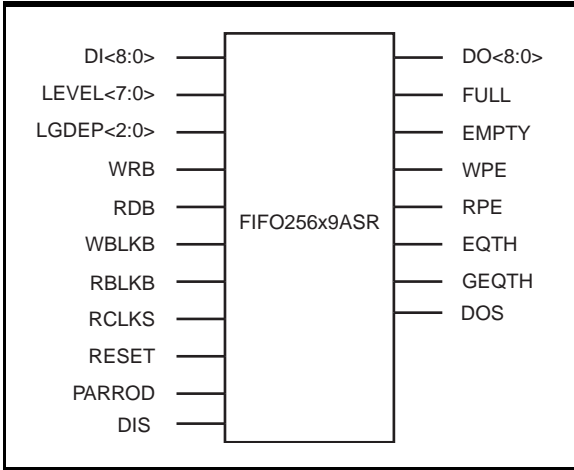 DI<8:0>
LEVEL<7:0>
LGDEP<2:0>
WRB
RDB
WBLKB
RBLKB
RCLKS
RESET
PARROD
DIS
FIFO256x9ASR
DO<8:0>
FULL
EMPTY
WPE
RPE
EQTH
GEQTH
DOS